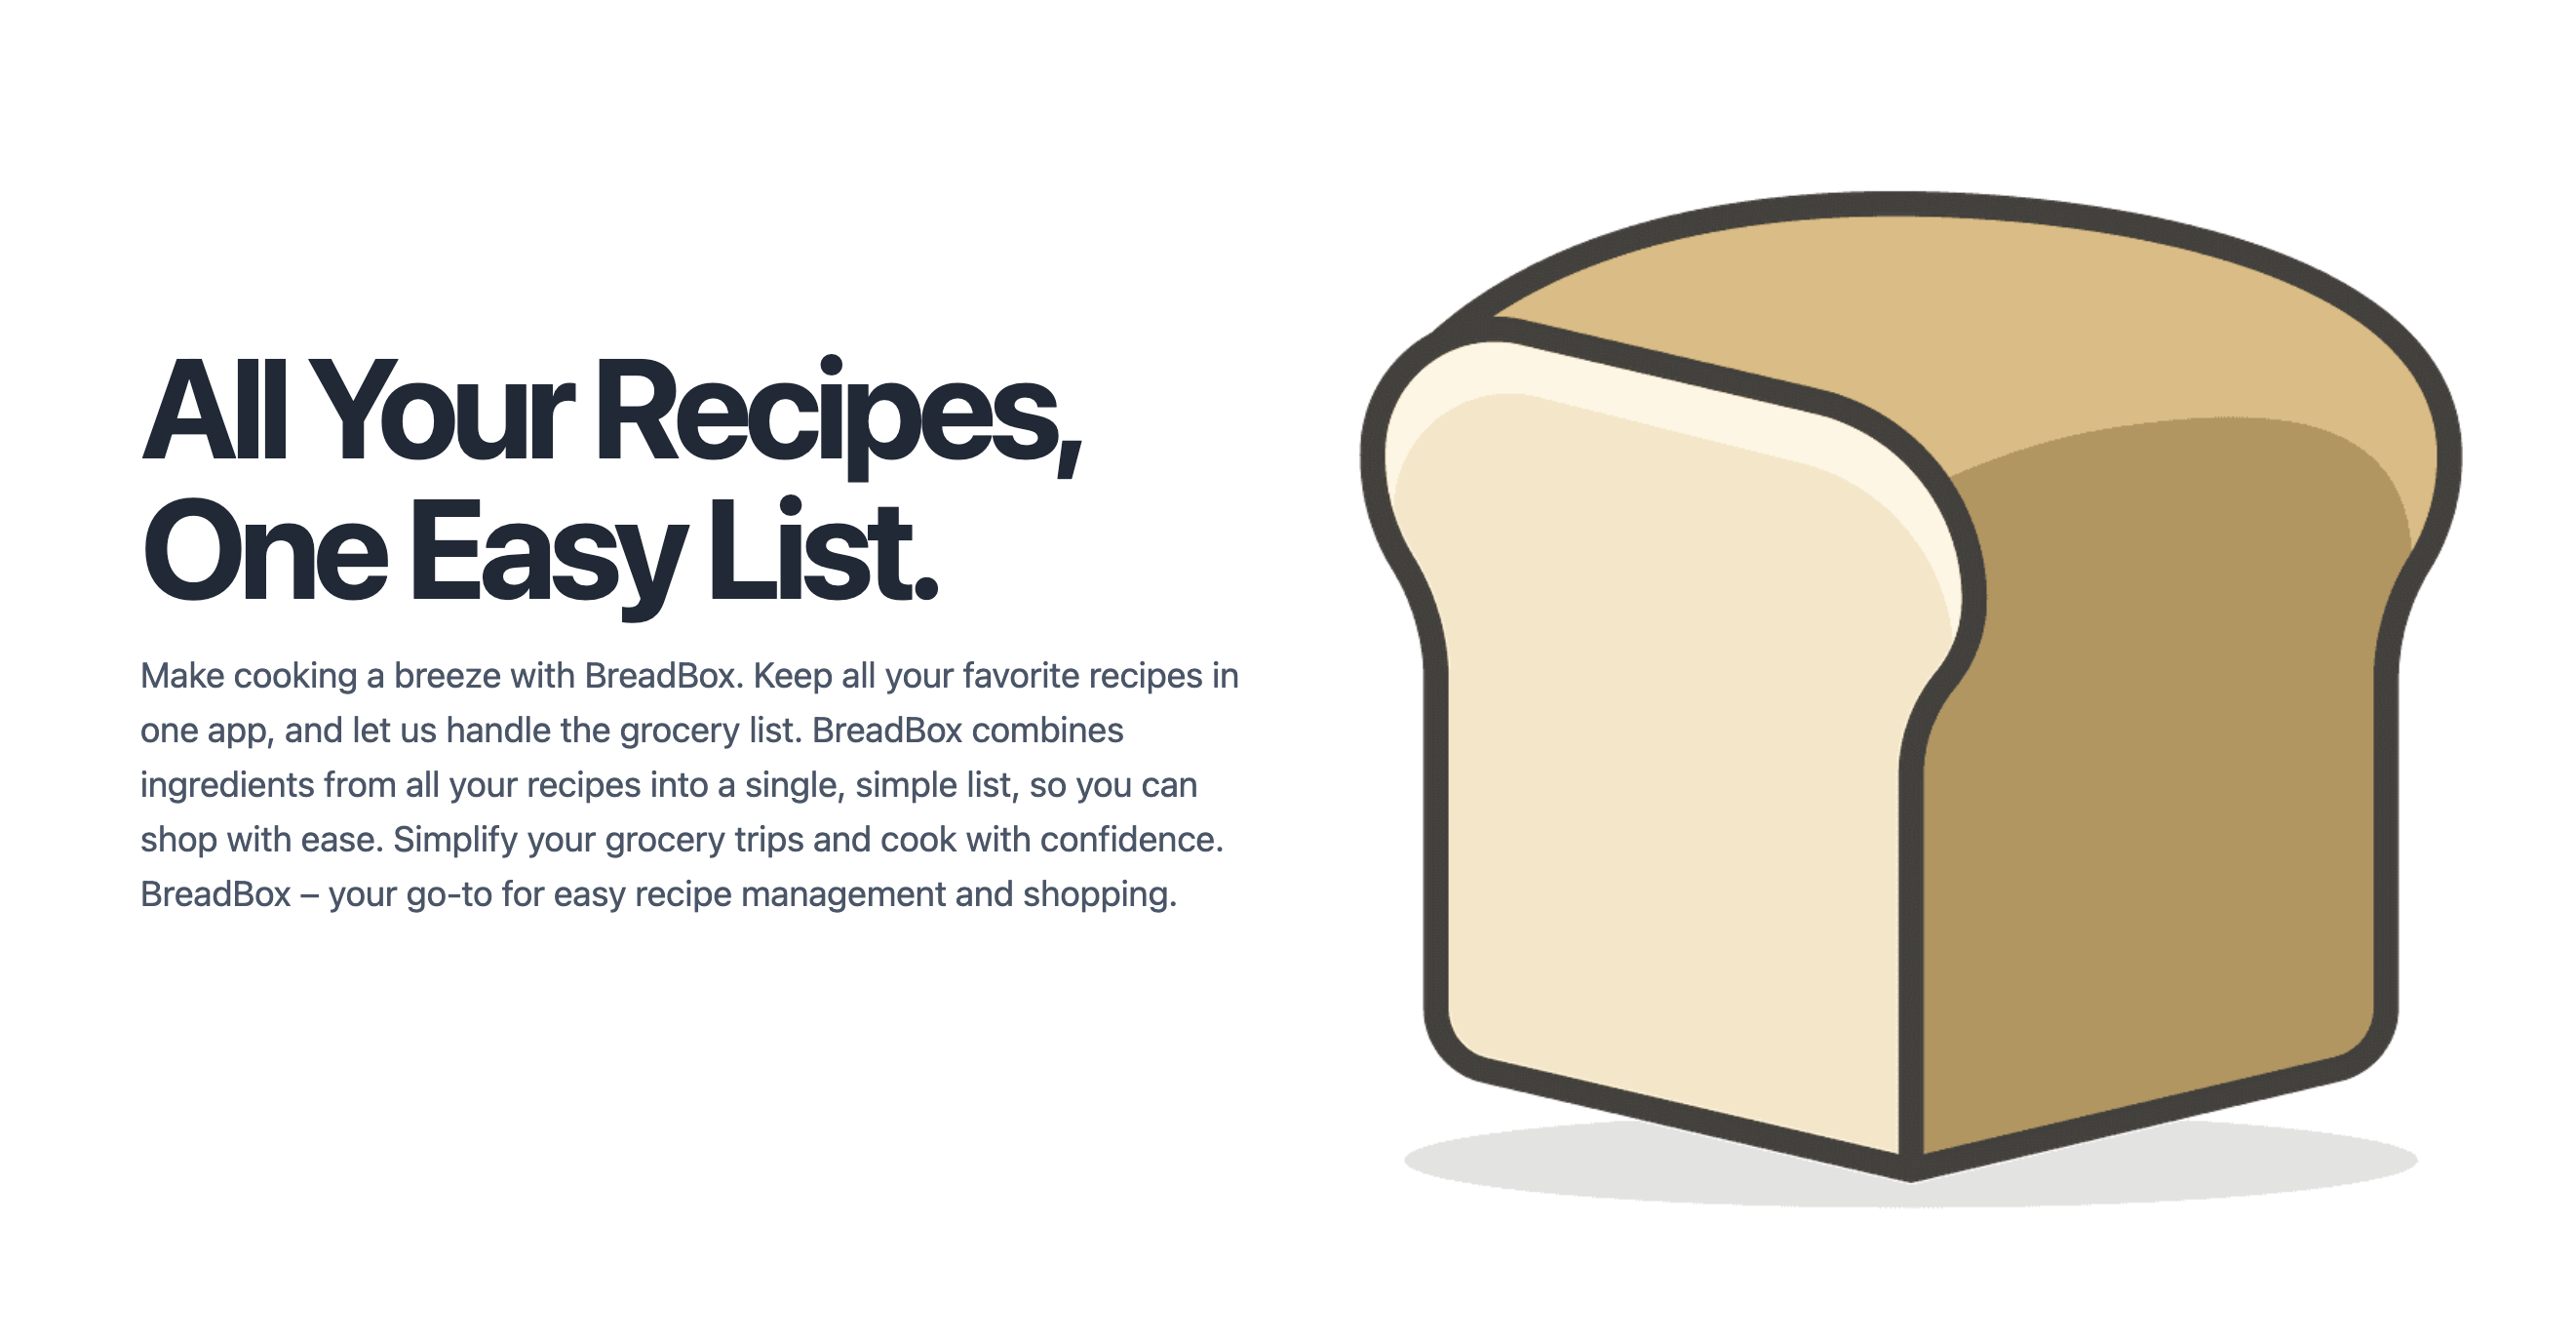 All Your Recipes,
One Easy List.
Make cooking a breeze with BreadBox. Keep all your favorite recipes in
one app, and let us handle the grocery list. BreadBox combines
ingredients from all your recipes into a single, simple list, so you can
shop with ease. Simplify your grocery trips and cook with confidence.
BreadBox – your go-to for easy recipe management and shopping.